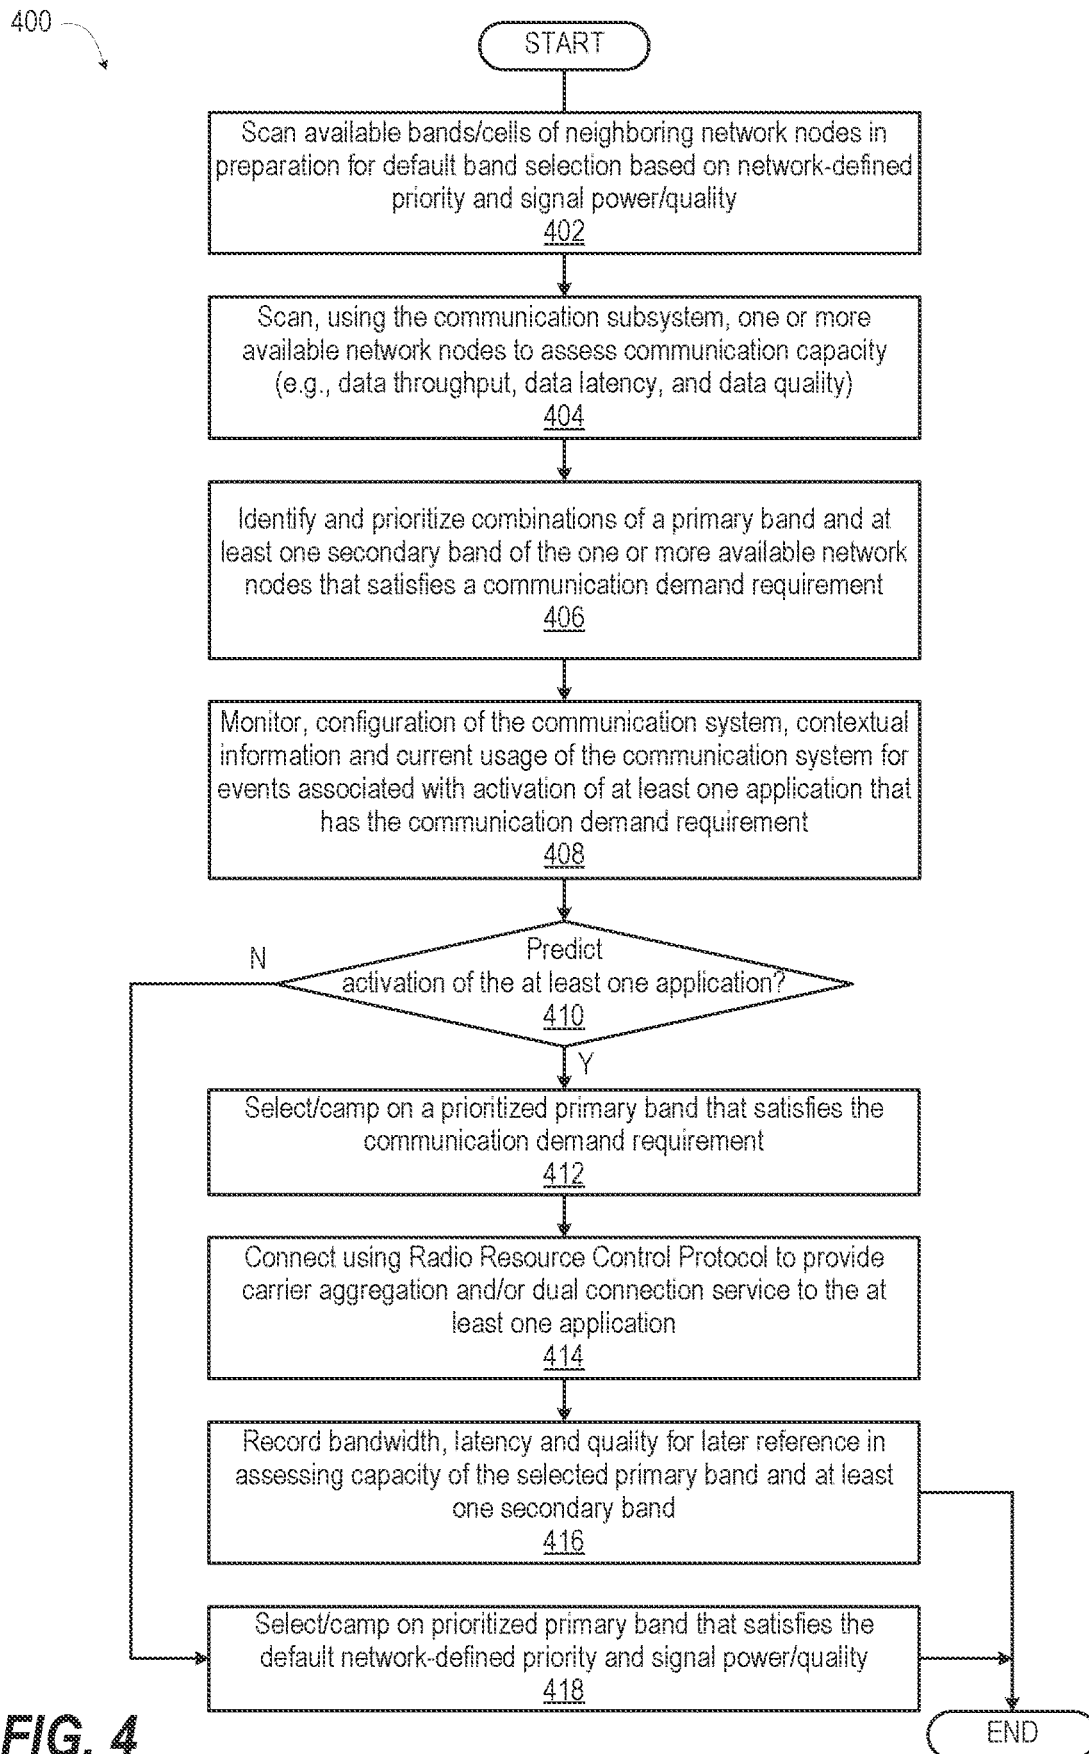 400
START
Scan available bands/cells of neighboring network nodes in
preparation for default band selection based on network-defined
priority and signal power/quality
402
Scan, using the communication subsystem, one or more
available network nodes to assess communication capacity
(e.g., data throughput, data latency, and data quality)
404
Identify and prioritize combinations of a primary band and at
least one secondary band of the one or more available network
nodes that satisfies a communication demand requirement
406
Monitor, configuration of the communication system, contextual
information and current usage of the communication system for
events associated with activation of at least one application that
has the communication demand requirement
408
Predict
activation of the at least one application?
410
N
Y
Select/camp on a prioritized primary band that satisfies the
communication demand requirement
412
Connect using Radio Resource Control Protocol to provide
carrier aggregation and/or dual connection service to the at
least one application
414
Record bandwidth, latency and quality for later reference in
assessing capacity of the selected primary band and at least
one secondary band
416
Select/camp on prioritized primary band that satisfies the
default network-defined priority and signal power/quality
418
END
FIG. 4